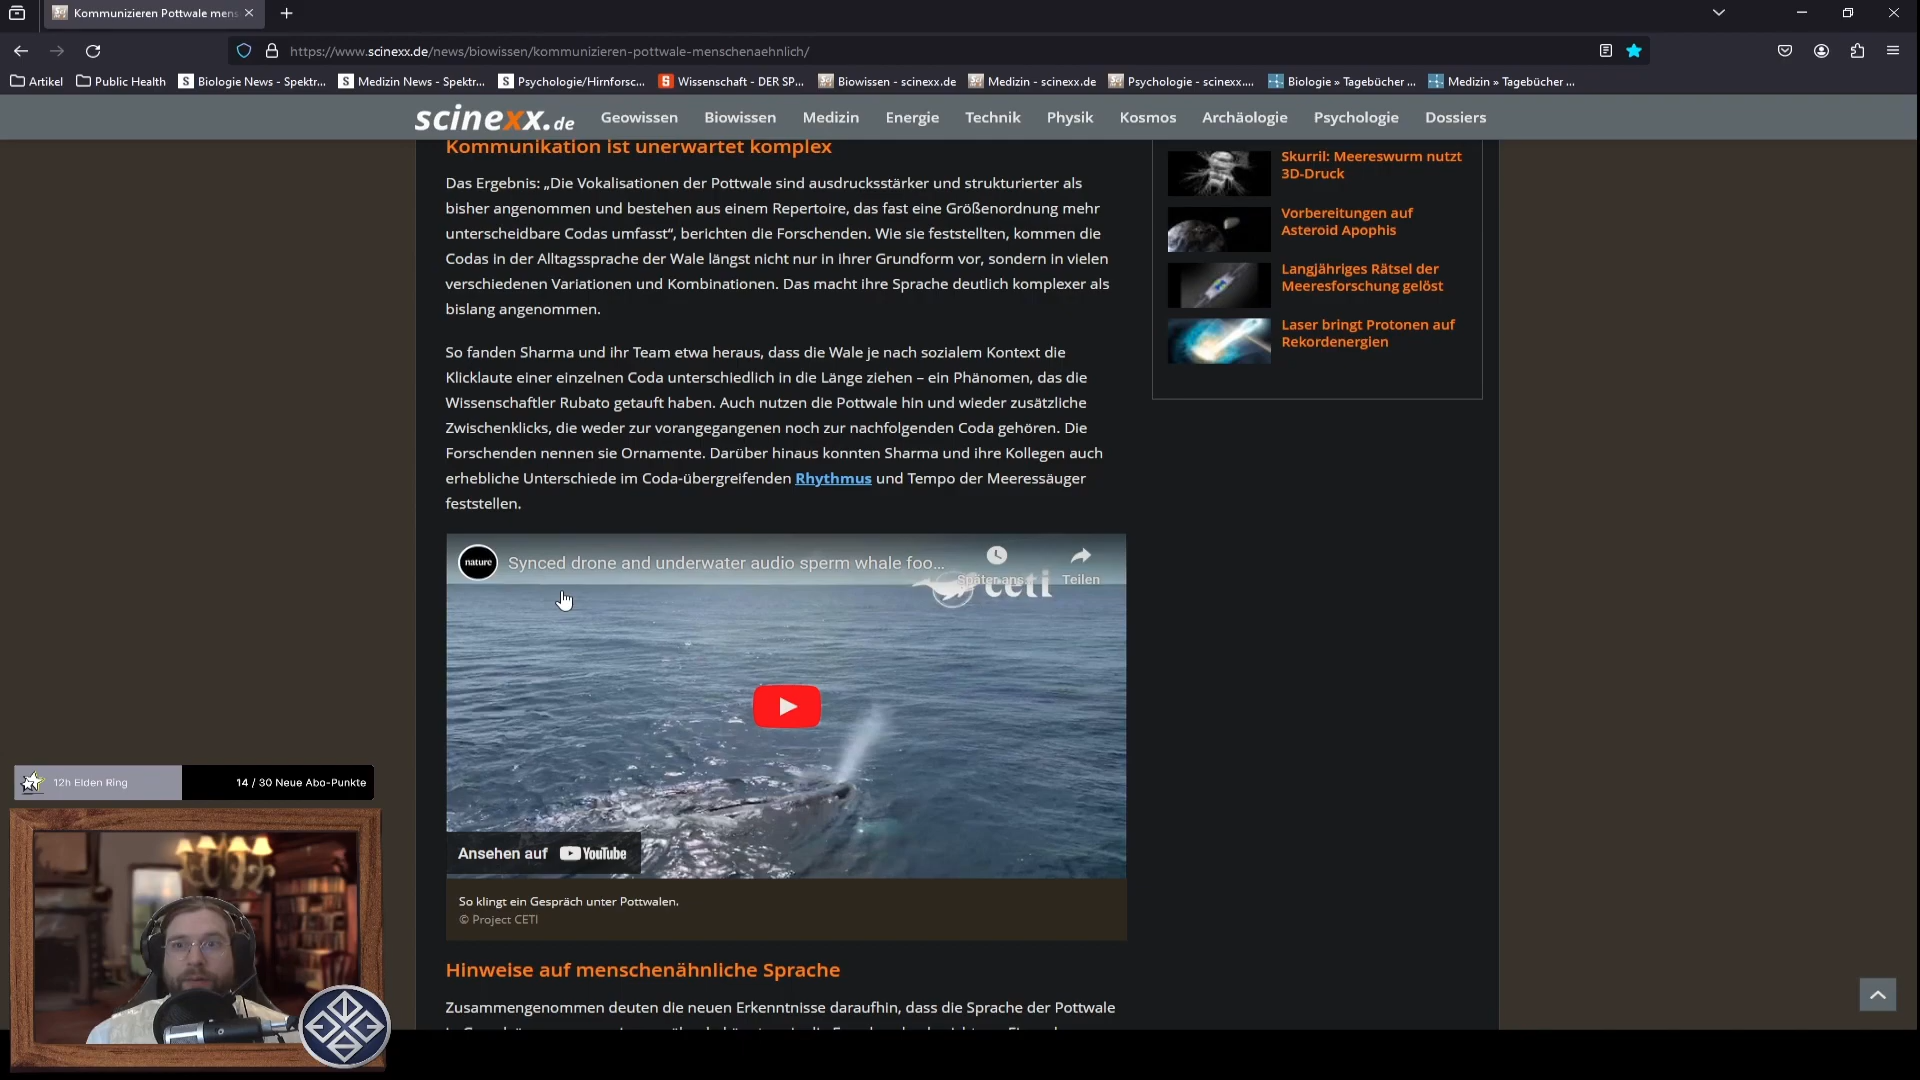 Kommunizieren Pottwale mens
https://www.scinexx.de/news/biowissen/kommunizieren-pottwale-menschenaehnlich/
Artikel
Public Health
Biologie News - Spektr...
Medizin News - Spektr...
Psychologie/Hirnforsc...
Wissenschaft - DER SP...
Biowissen - scinexx.de
Medizin - scinexx.de
Psychologie - scinexx....
Biologie » Tagebücher ...
Medizin » Tagebücher ...
scinexx.de
Geowissen
Biowissen
Medizin
Energie
Technik
Physik
Kosmos
Archäologie
Psychologie
Dossiers
Kommunikation ist unerwartet komplex
Das Ergebnis: „Die Vokalisationen der Pottwale sind ausdrucksstärker und strukturierter als
bisher angenommen und bestehen aus einem Repertoire, das fast eine Größenordnung mehr
unterscheidbare Codas umfasst“, berichten die Forschenden. Wie sie feststellten, kommen die
Codas in der Alltagssprache der Wale längst nicht nur in ihrer Grundform vor, sondern in vielen
verschiedenen Variationen und Kombinationen. Das macht ihre Sprache deutlich komplexer als
bislang angenommen.
So fanden Sharma und ihr Team etwa heraus, dass die Wale je nach sozialem Kontext die
Klicklaute einer einzelnen Coda unterschiedlich in die Länge ziehen – ein Phänomen, das die
Wissenschaftler Rubato getauft haben. Auch nutzen die Pottwale hin und wieder zusätzliche
Zwischenklicks, die weder zur vorangegangenen noch zur nachfolgenden Coda gehören. Die
Forschenden nennen sie Ornamente. Darüber hinaus konnten Sharma und ihre Kollegen auch
erhebliche Unterschiede im Coda-übergreifenden Rhythmus und Tempo der Meeressäuger
feststellen.
nature
Synced drone and underwater audio sperm whale foo...
Später ans...
Teilen
ceti
Ansehen auf YouTube
So klingt ein Gespräch unter Pottwalen.
© Project CETI
Hinweise auf menschenähnliche Sprache
Zusammengenommen deuten die neuen Erkenntnisse daraufhin, dass die Sprache der Pottwale
Skurril: Meereswurm nutzt
3D-Druck
Vorbereitungen auf
Asteroid Apophis
Langjähriges Rätsel der
Meeresforschung gelöst
Laser bringt Protonen auf
Rekordenergien
12h Elden Ring
14 / 30 Neue Abo-Punkte